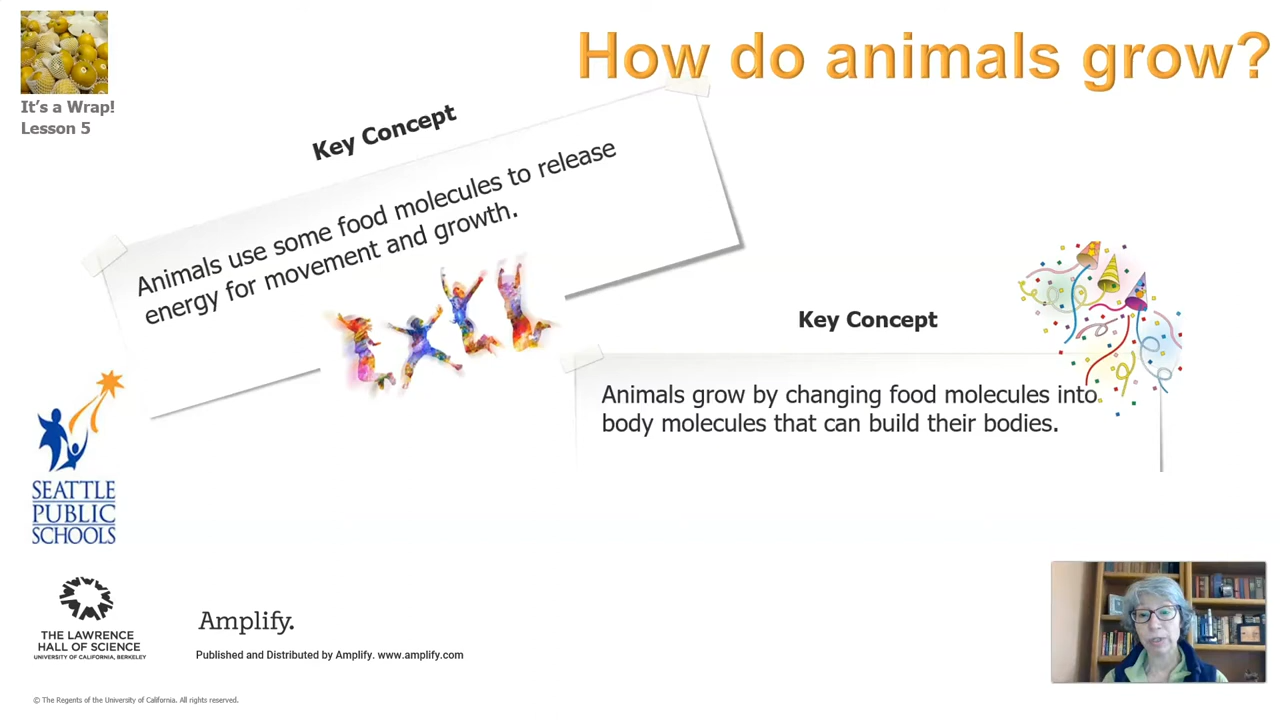 How do animals grow?
It's a Wrap!
Lesson 5
Key Concept
Animals use some food molecules to release
energy for movement and growth.
Key Concept
Animals grow by changing food molecules into
body molecules that can build their bodies.
SEATTLE
PUBLIC
SCHOOLS
THE LAWRENCE
HALL OF SCIENCE
UNIVERSITY OF CALIFORNIA, BERKELEY
Amplify.
Published and Distributed by Amplify. www.amplify.com
© The Regents of the University of California. All rights reserved.